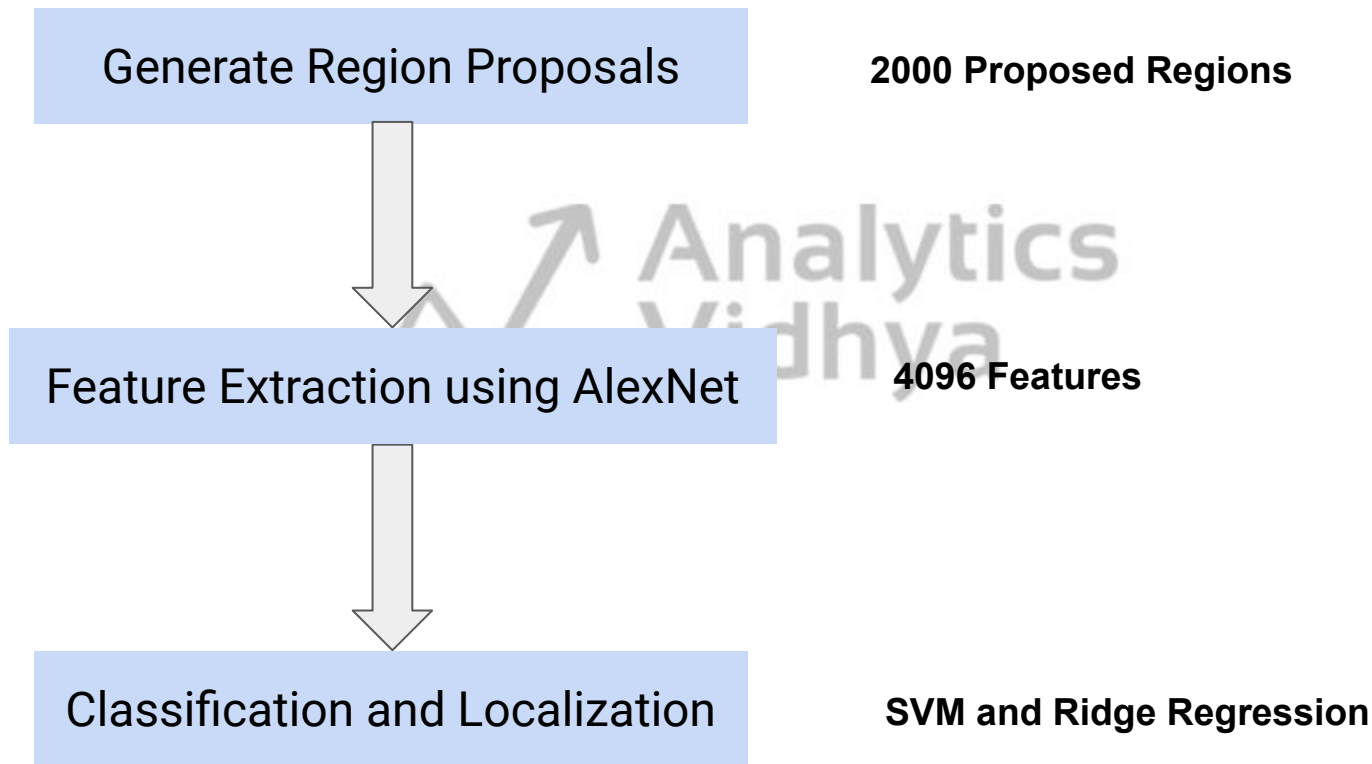 Generate Region Proposals
2000 Proposed Regions
Analytics
Vidhya
Feature Extraction using AlexNet
4096 Features
Classification and Localization
SVM and Ridge Regression